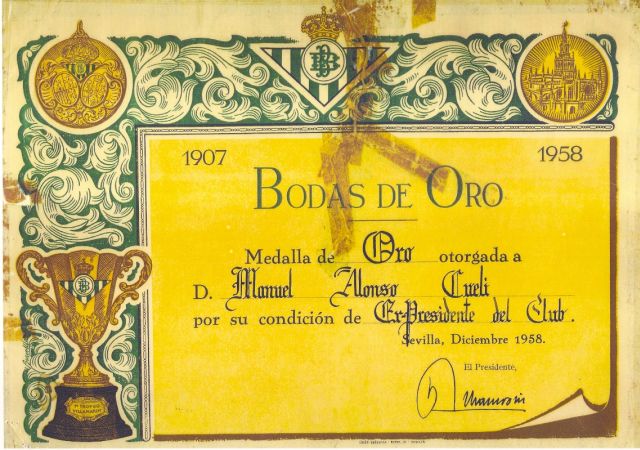 1907
1958
BODAS DE ORO
Medalla de Oro otorgada a
D. Manuel Alonso Cueli
por su condición de Ex-Presidente del Club.
Sevilla, Diciembre 1958.
El Presidente,
VILLAMARIN